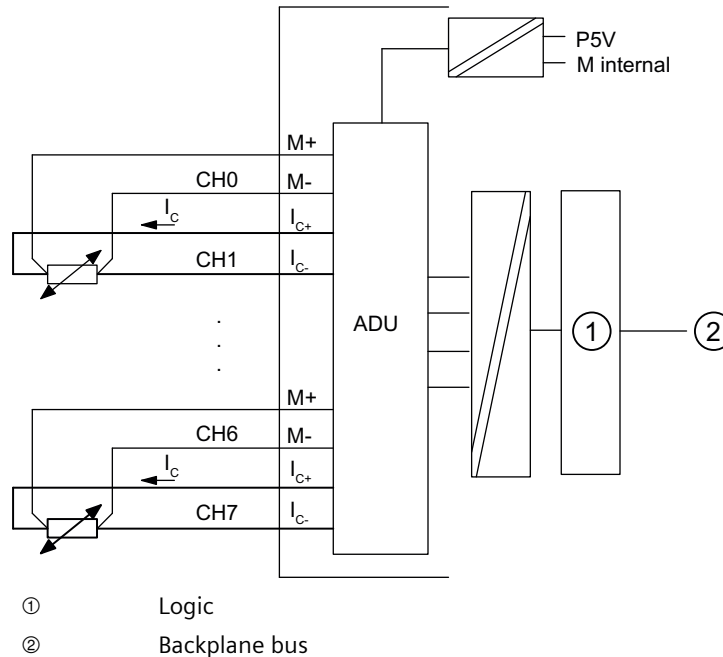 P5V
M internal
M+
CH0 M-
I_C I_C+
CH1 I_C-
ADU
①
②
.
.
.
M+
CH6 M-
I_C I_C+
CH7 I_C-
① Logic
② Backplane bus